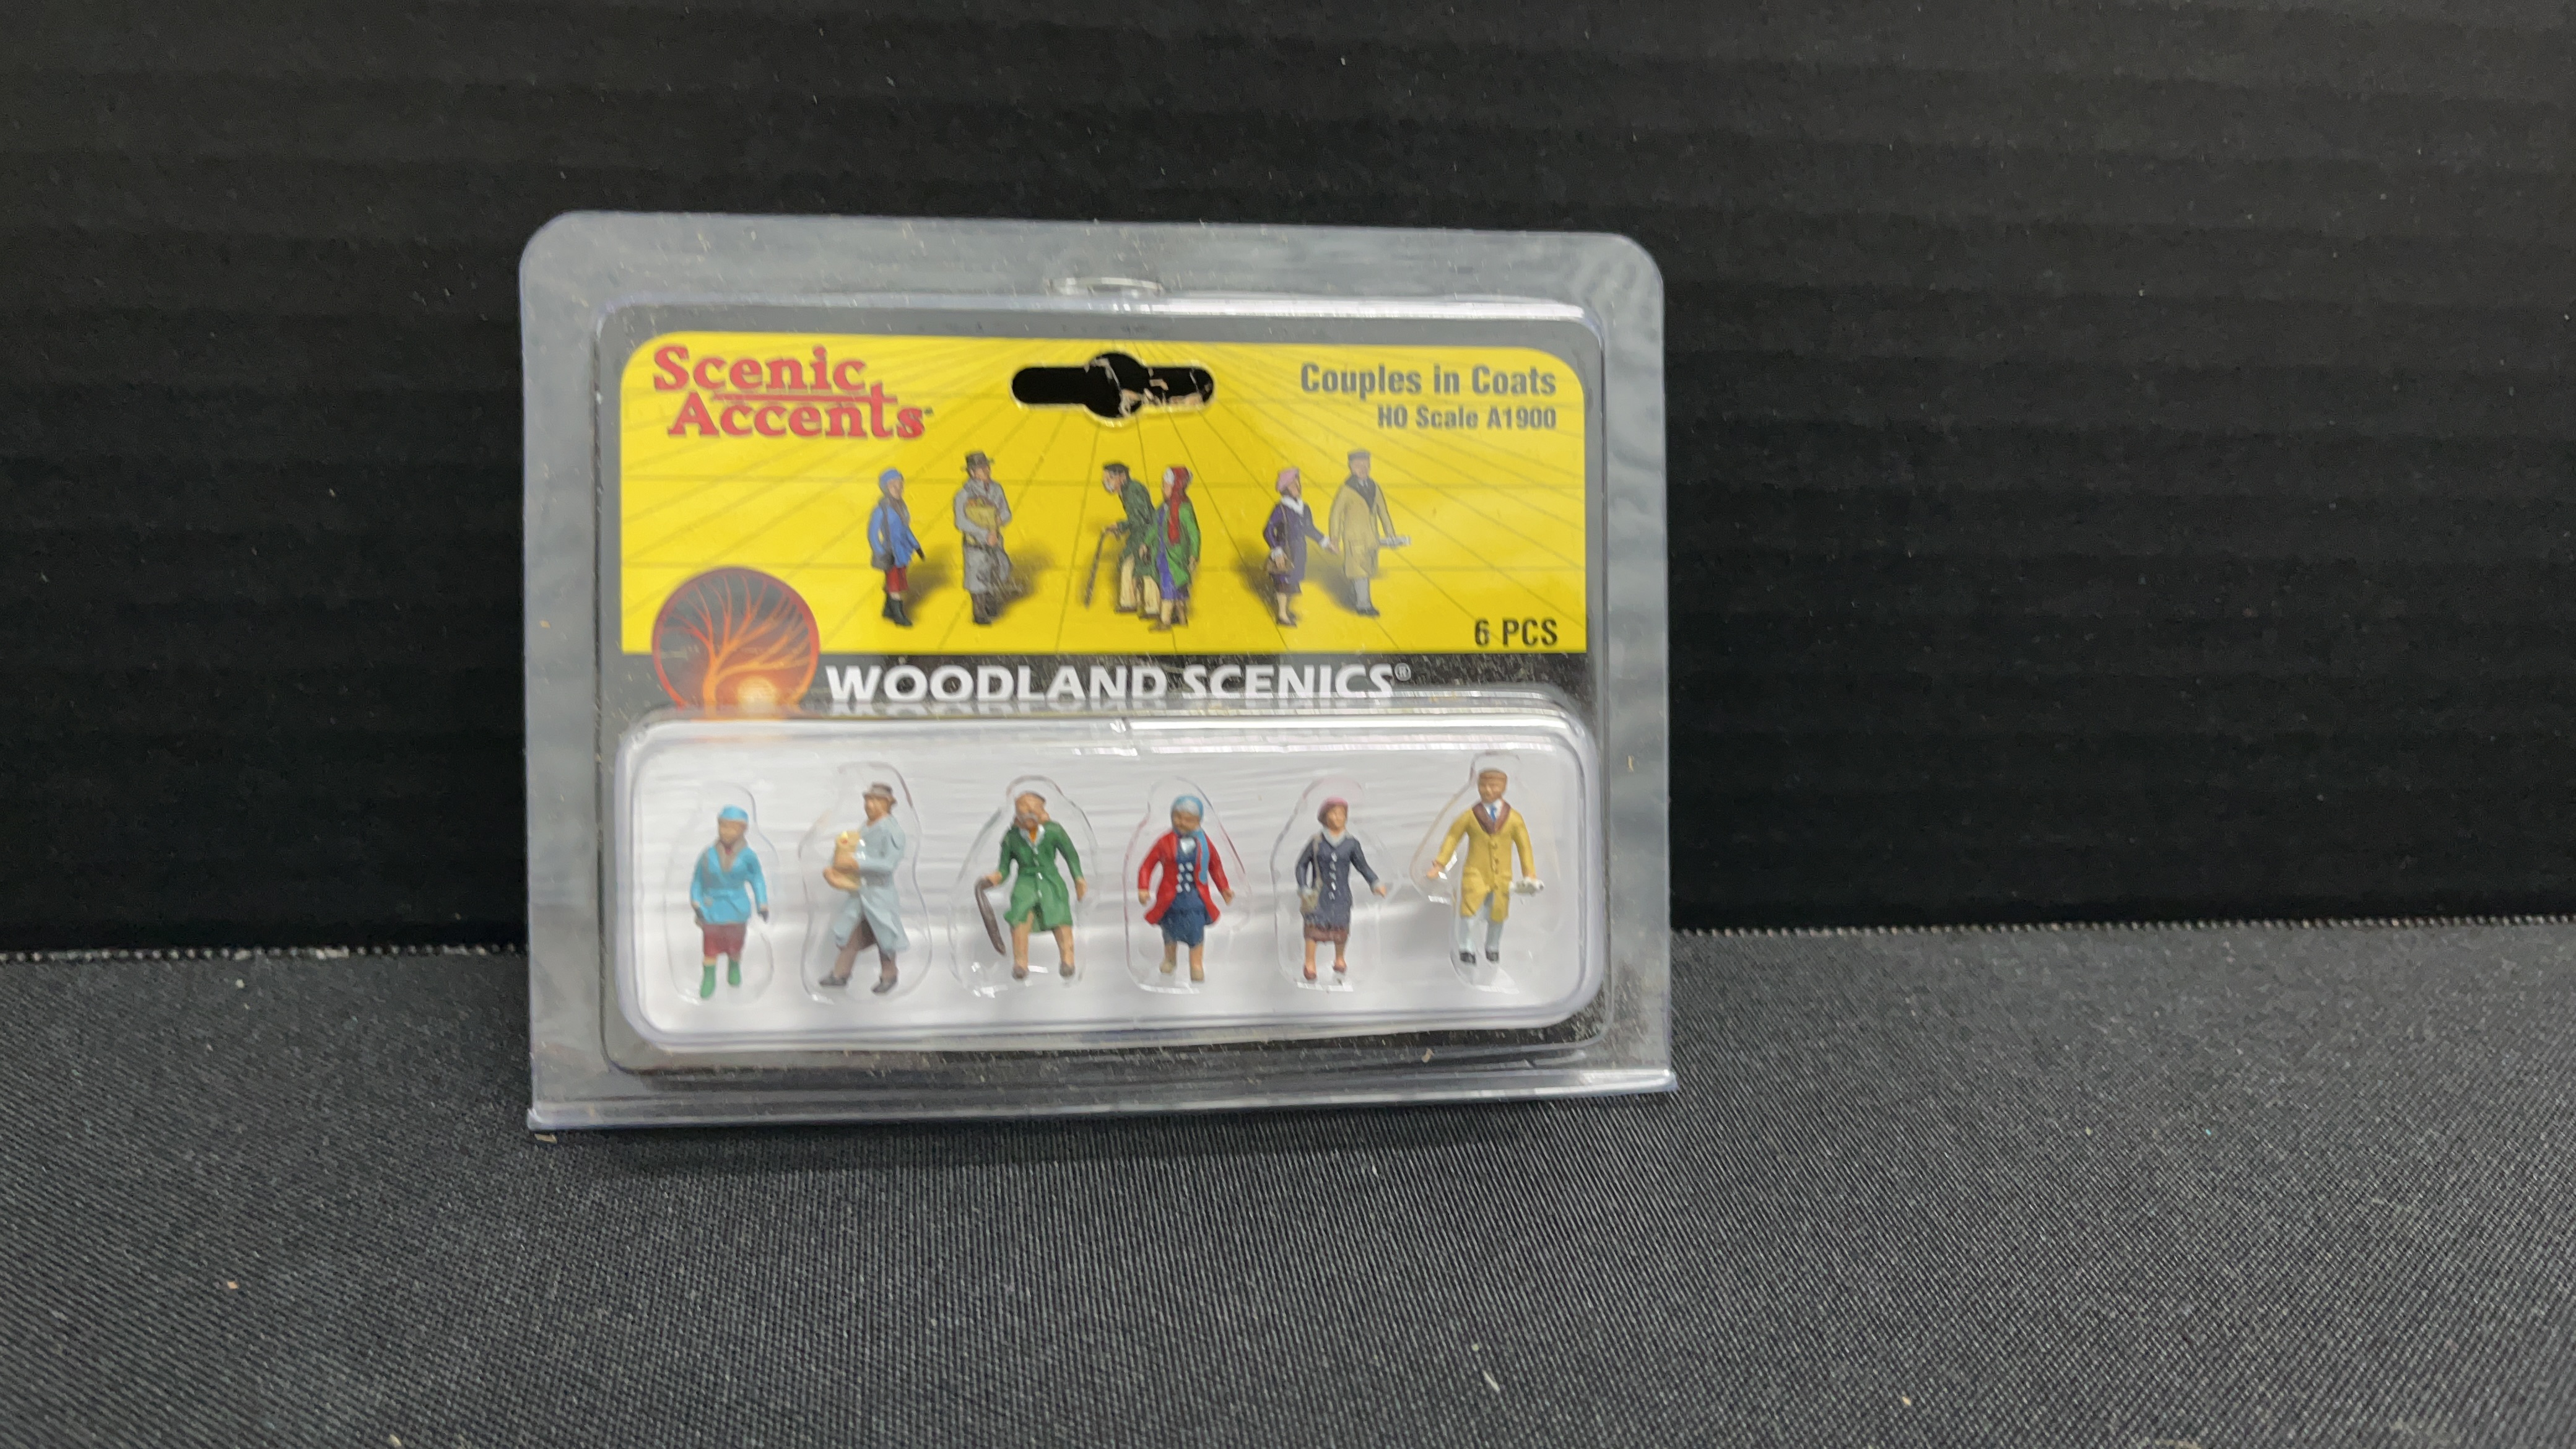 Scenic
Accents
Couples in Coats
HO Scale A1900
6 PCS
WOODLAND SCENICS®